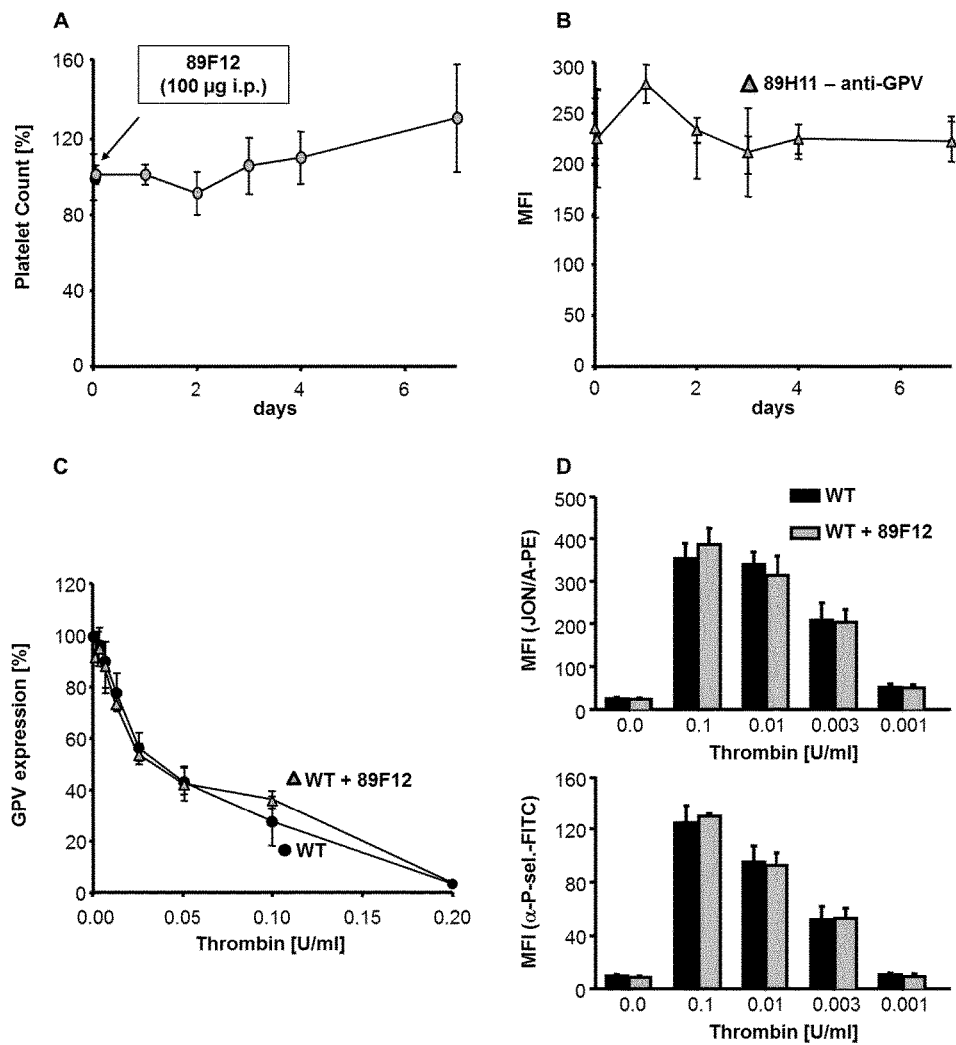 A
89F12
(100 µg i.p.)
Platelet Count [%]
160
120
80
40
0
0
2
4
6
days
B
89H11 – anti-GPV
MFI
300
250
200
150
100
50
0
0
2
4
6
days
C
GPV expression [%]
120
100
80
60
40
20
0
WT + 89F12
WT
0.00
0.05
0.10
0.15
0.20
Thrombin [U/ml]
D
WT
WT + 89F12
MFI (JON/A-PE)
500
400
300
200
100
0
0.0
0.1
0.01
0.003
0.001
Thrombin [U/ml]
MFI (α-P-sel.-FITC)
160
120
80
40
0
0.0
0.1
0.01
0.003
0.001
Thrombin [U/ml]